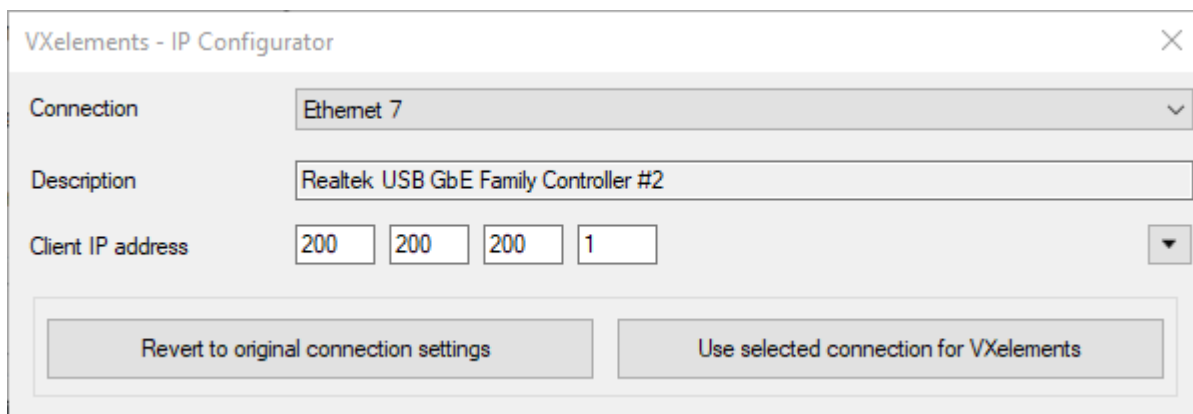 VXelements - IP Configurator
Connection Ethernet 7
Description Realtek USB GbE Family Controller #2
Client IP address 200 200 200 1
Revert to original connection settings Use selected connection for VXelements